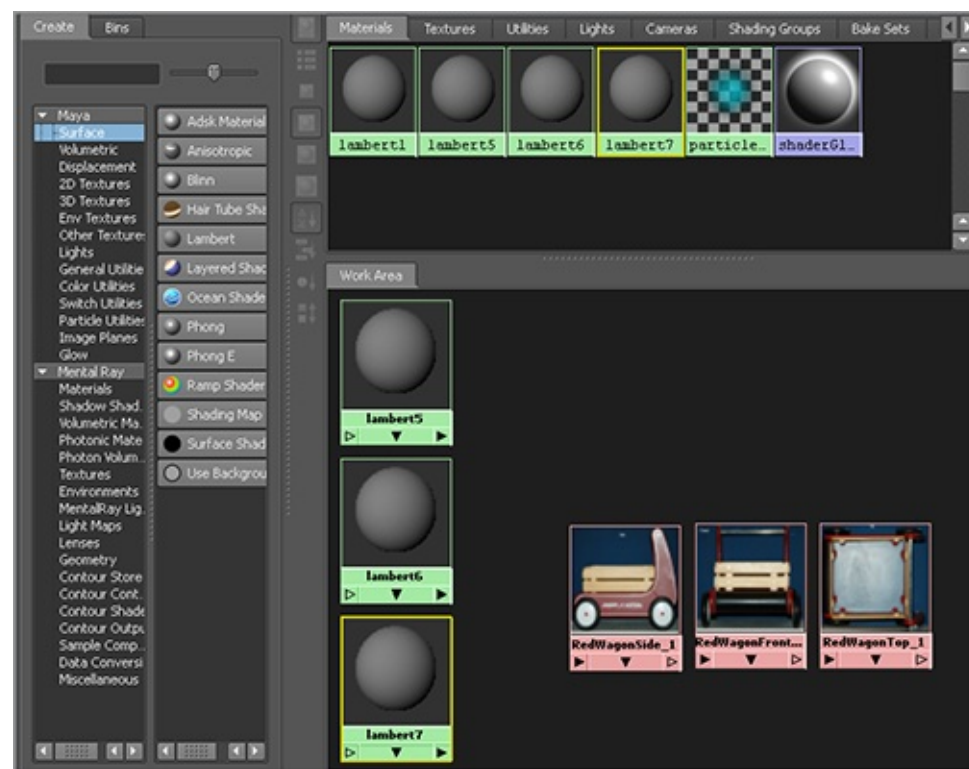 Create Bins
Maya
Surface
Volumetric
Displacement
2D Textures
3D Textures
Env Textures
Other Texture
Lights
General Utilitie
Color Utilities
Switch Utilities
Particle Utilitie
Image Planes
Glow
Mental Ray
Materials
Shadow Shad.
Volumetric Ma.
Photonic Mate
Photon Volum..
Textures
Environments
MentalRay Lig.
Light Maps
Lenses
Geometry
Contour Store
Contour Cont.
Contour Shade
Contour Outpu
Sample Comp..
Data Conversi
Miscellaneous
Adsk Material
Anisotropic
Blinn
Hair Tube Sha
Lambert
Layered Shad
Ocean Shade
Phong
Phong E
Ramp Shader
Shading Map
Surface Shad
Use Backgrou
Materials Textures Utilities Lights Cameras Shading Groups Bake Sets
lambert1 lambert5 lambert6 lambert7 particle… shaderGl…
Work Area
lambert5
lambert6
lambert7
RedWagonSide_1 RedWagonFront... RedWagonTop_1